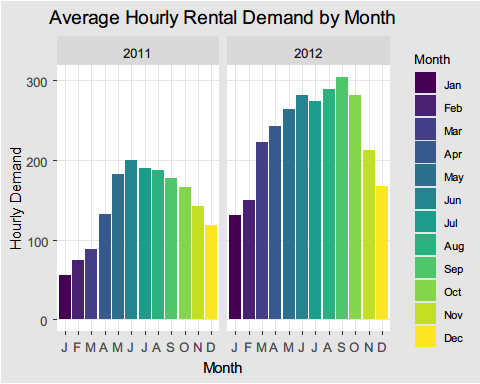 Average Hourly Rental Demand by Month
2011 2012
Hourly Demand
300
200
100
0
J F M A M J J A S O N D J F M A M J J A S O N D
Month
Month
Jan
Feb
Mar
Apr
May
Jun
Jul
Aug
Sep
Oct
Nov
Dec